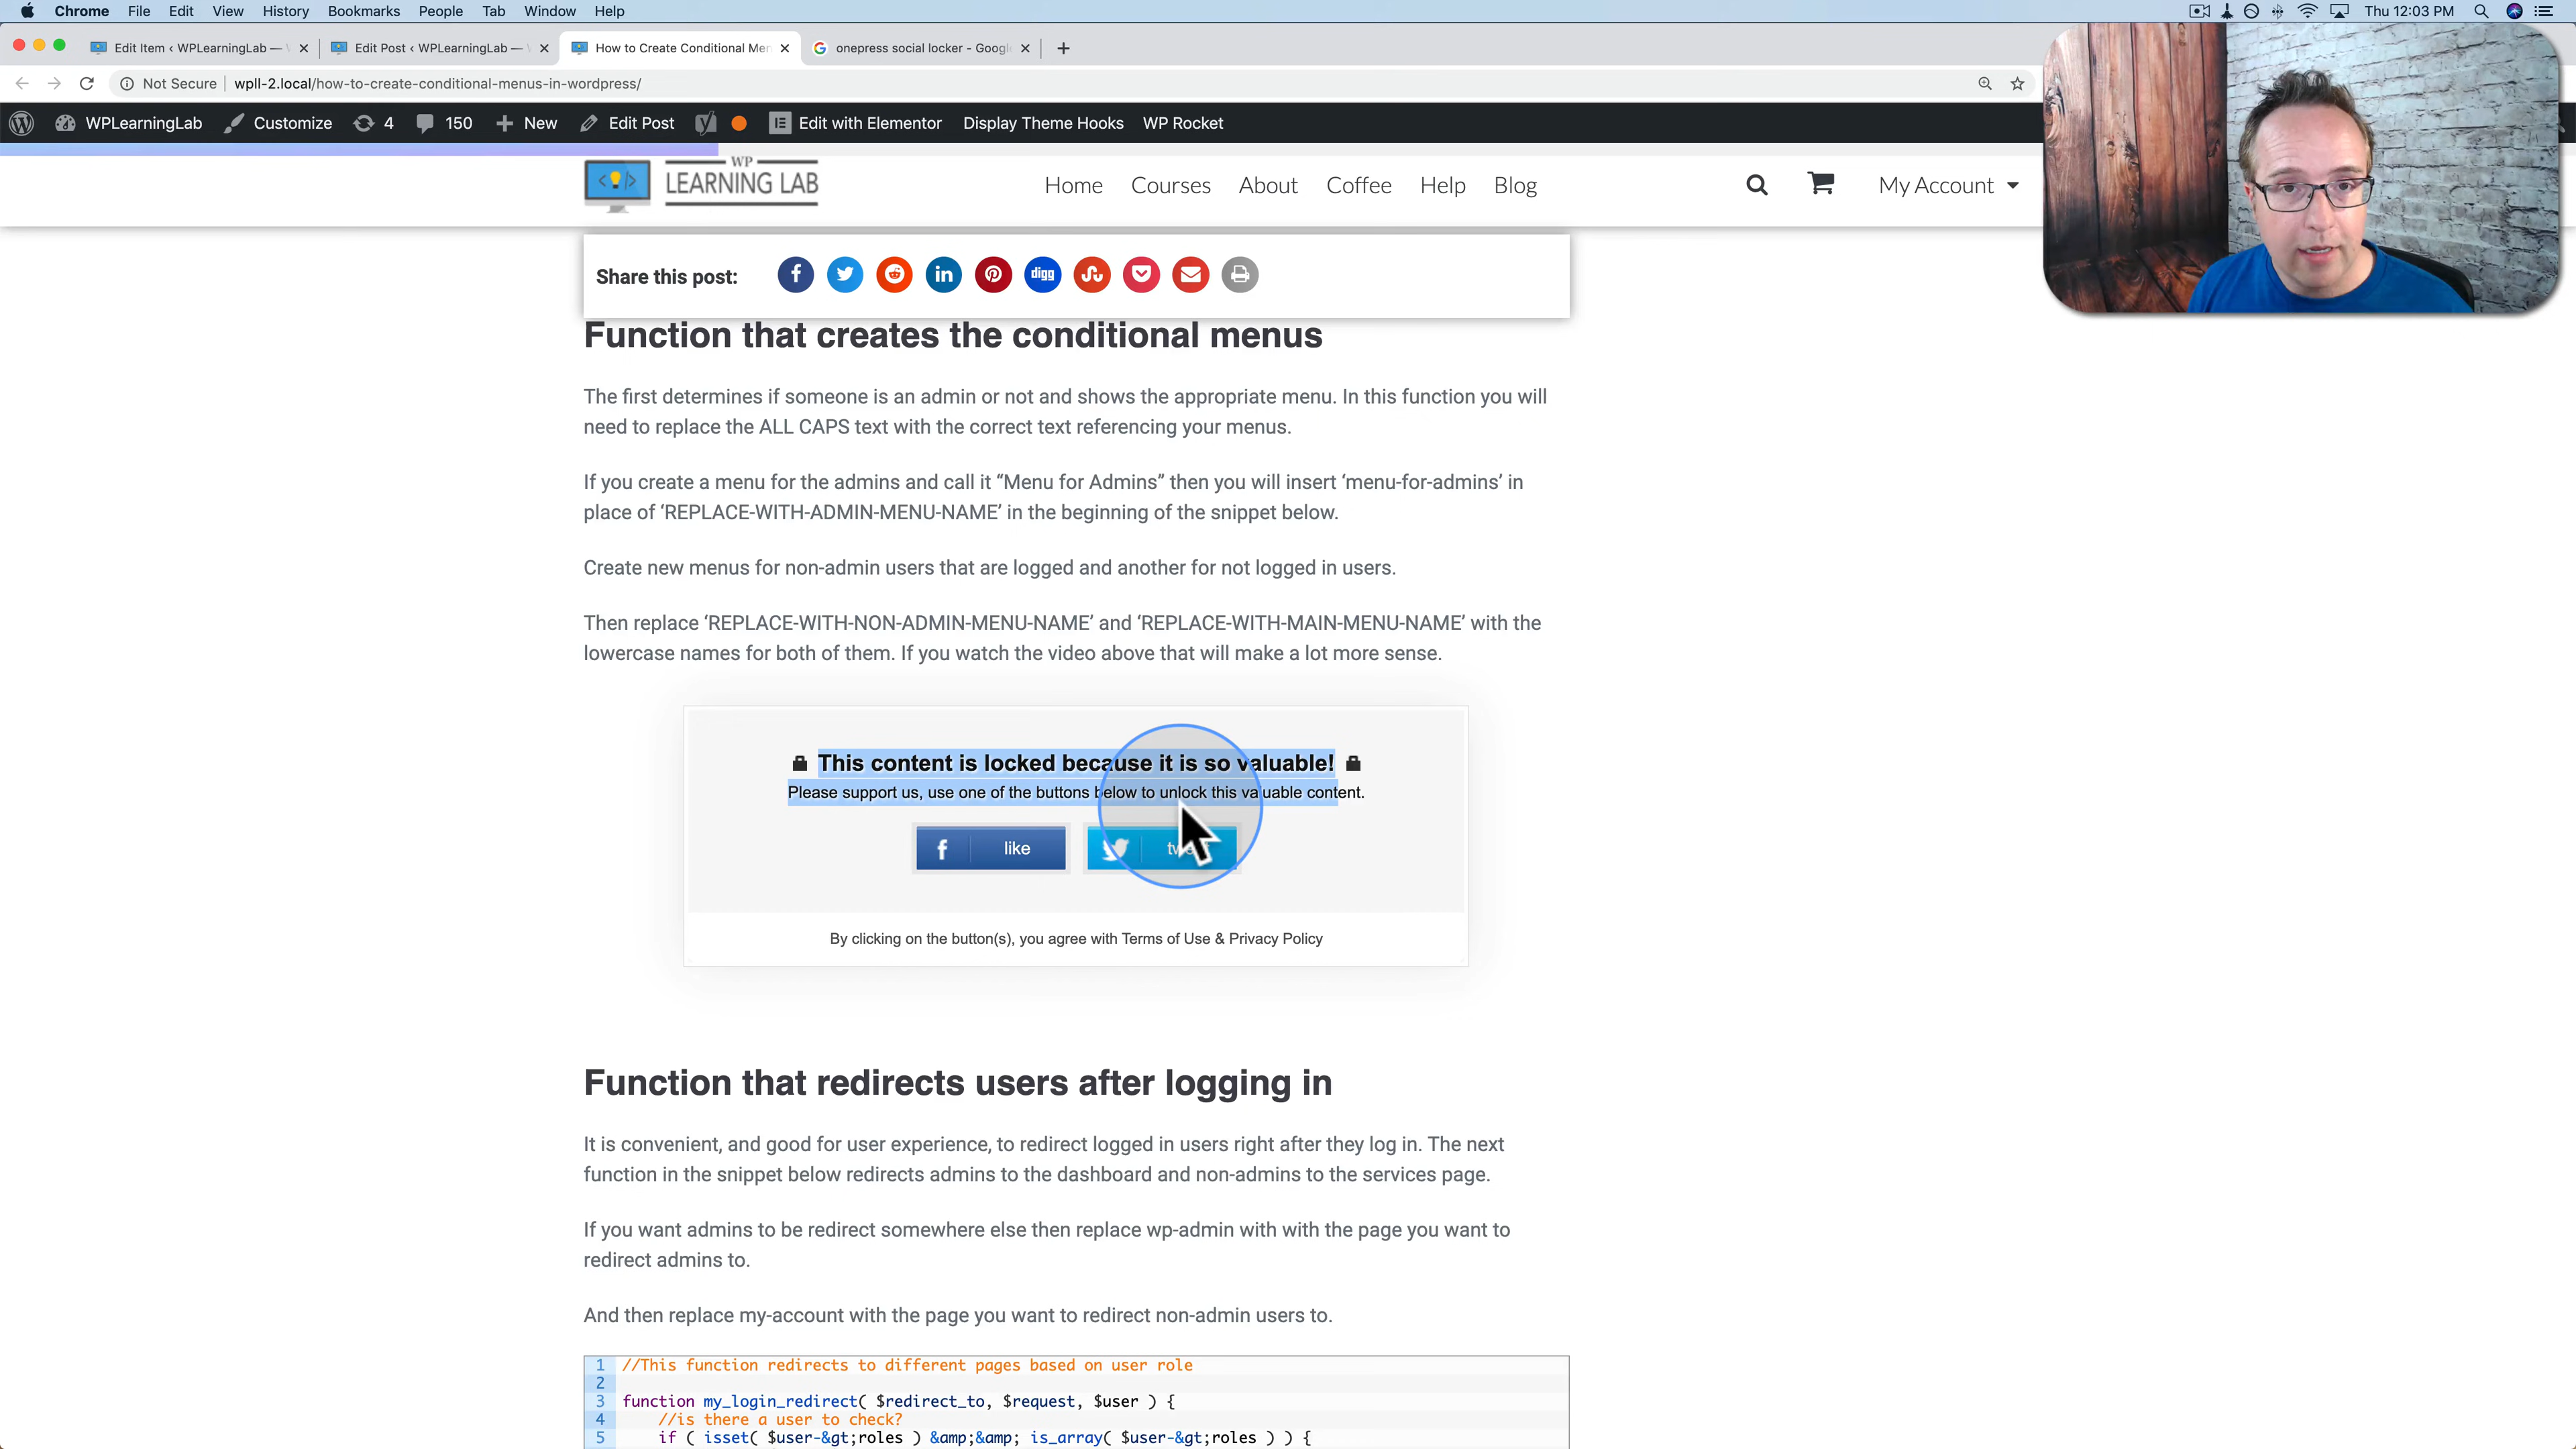 Chrome File Edit View History Bookmarks People Tab Window Help Thu 12:03 PM
Edit Item ‹ WPLearningLab — Edit Post ‹ WPLearningLab — How to Create Conditional Men onepress social locker - Google
Not Secure wpll-2.local/how-to-create-conditional-menus-in-wordpress/
WPLearningLab Customize 4 150 New Edit Post Edit with Elementor Display Theme Hooks WP Rocket
WP
LEARNING LAB
Home Courses About Coffee Help Blog My Account
Share this post: digg
Function that creates the conditional menus
The first determines if someone is an admin or not and shows the appropriate menu. In this function you will
need to replace the ALL CAPS text with the correct text referencing your menus.
If you create a menu for the admins and call it “Menu for Admins” then you will insert ‘menu-for-admins’ in
place of ‘REPLACE-WITH-ADMIN-MENU-NAME’ in the beginning of the snippet below.
Create new menus for non-admin users that are logged and another for not logged in users.
Then replace ‘REPLACE-WITH-NON-ADMIN-MENU-NAME’ and ‘REPLACE-WITH-MAIN-MENU-NAME’ with the
lowercase names for both of them. If you watch the video above that will make a lot more sense.
This content is locked because it is so valuable!
Please support us, use one of the buttons below to unlock this valuable content.
like
By clicking on the button(s), you agree with Terms of Use & Privacy Policy
Function that redirects users after logging in
It is convenient, and good for user experience, to redirect logged in users right after they log in. The next
function in the snippet below redirects admins to the dashboard and non-admins to the services page.
If you want admins to be redirect somewhere else then replace wp-admin with with the page you want to
redirect admins to.
And then replace my-account with the page you want to redirect non-admin users to.
1 //This function redirects to different pages based on user role
2
3 function my_login_redirect( $redirect_to, $request, $user ) {
4 //is there a user to check?
5 if ( isset( $user-&gt;roles ) &amp;&amp; is_array( $user-&gt;roles ) ) {